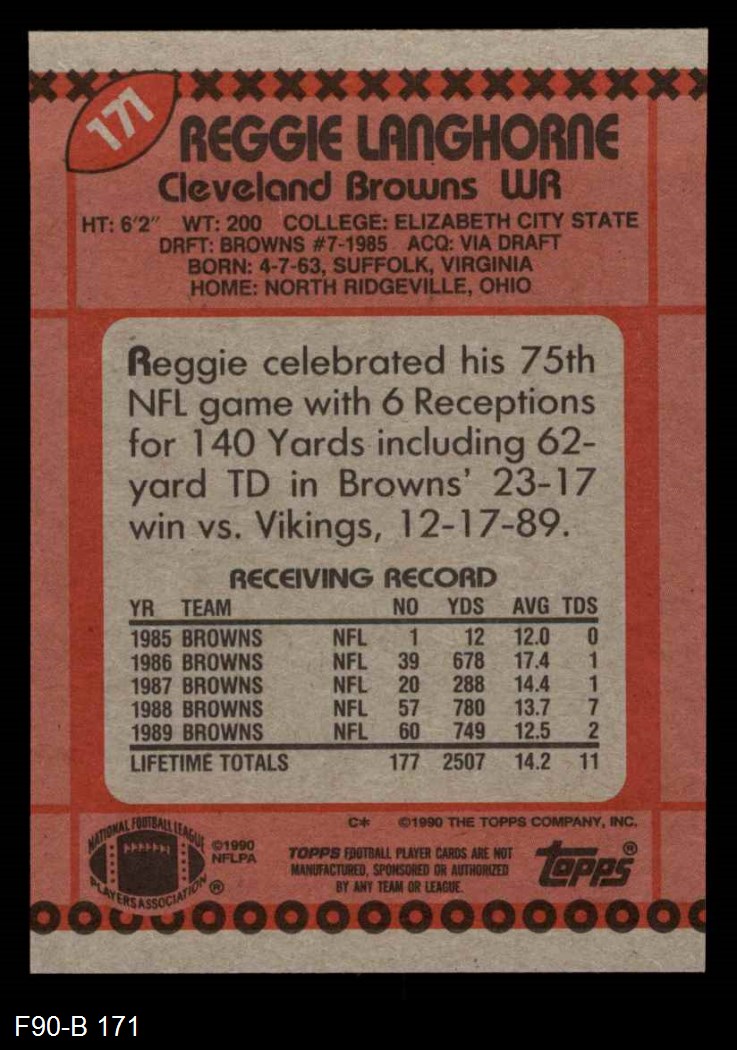 171
REGGIE LANGHORNE
Cleveland Browns WR
HT: 6'2" WT: 200 COLLEGE: ELIZABETH CITY STATE
DRFT: BROWNS #7-1985 ACQ: VIA DRAFT
BORN: 4-7-63, SUFFOLK, VIRGINIA
HOME: NORTH RIDGEVILLE, OHIO
Reggie celebrated his 75th
NFL game with 6 Receptions
for 140 Yards including 62-
yard TD in Browns' 23-17
win vs. Vikings, 12-17-89.
RECEIVING RECORD
YR TEAM NO YDS AVG TDS
1985 BROWNS NFL 1 12 12.0 0
1986 BROWNS NFL 39 678 17.4 1
1987 BROWNS NFL 20 288 14.4 1
1988 BROWNS NFL 57 780 13.7 7
1989 BROWNS NFL 60 749 12.5 2
LIFETIME TOTALS 177 2507 14.2 11
C* ©1990 THE TOPPS COMPANY, INC.
NATIONAL FOOTBALL LEAGUE
PLAYERS ASSOCIATION ®
©1990
NFLPA
TOPPS FOOTBALL PLAYER CARDS ARE NOT
MANUFACTURED, SPONSORED OR AUTHORIZED
BY ANY TEAM OR LEAGUE.
topps®
F90-B 171